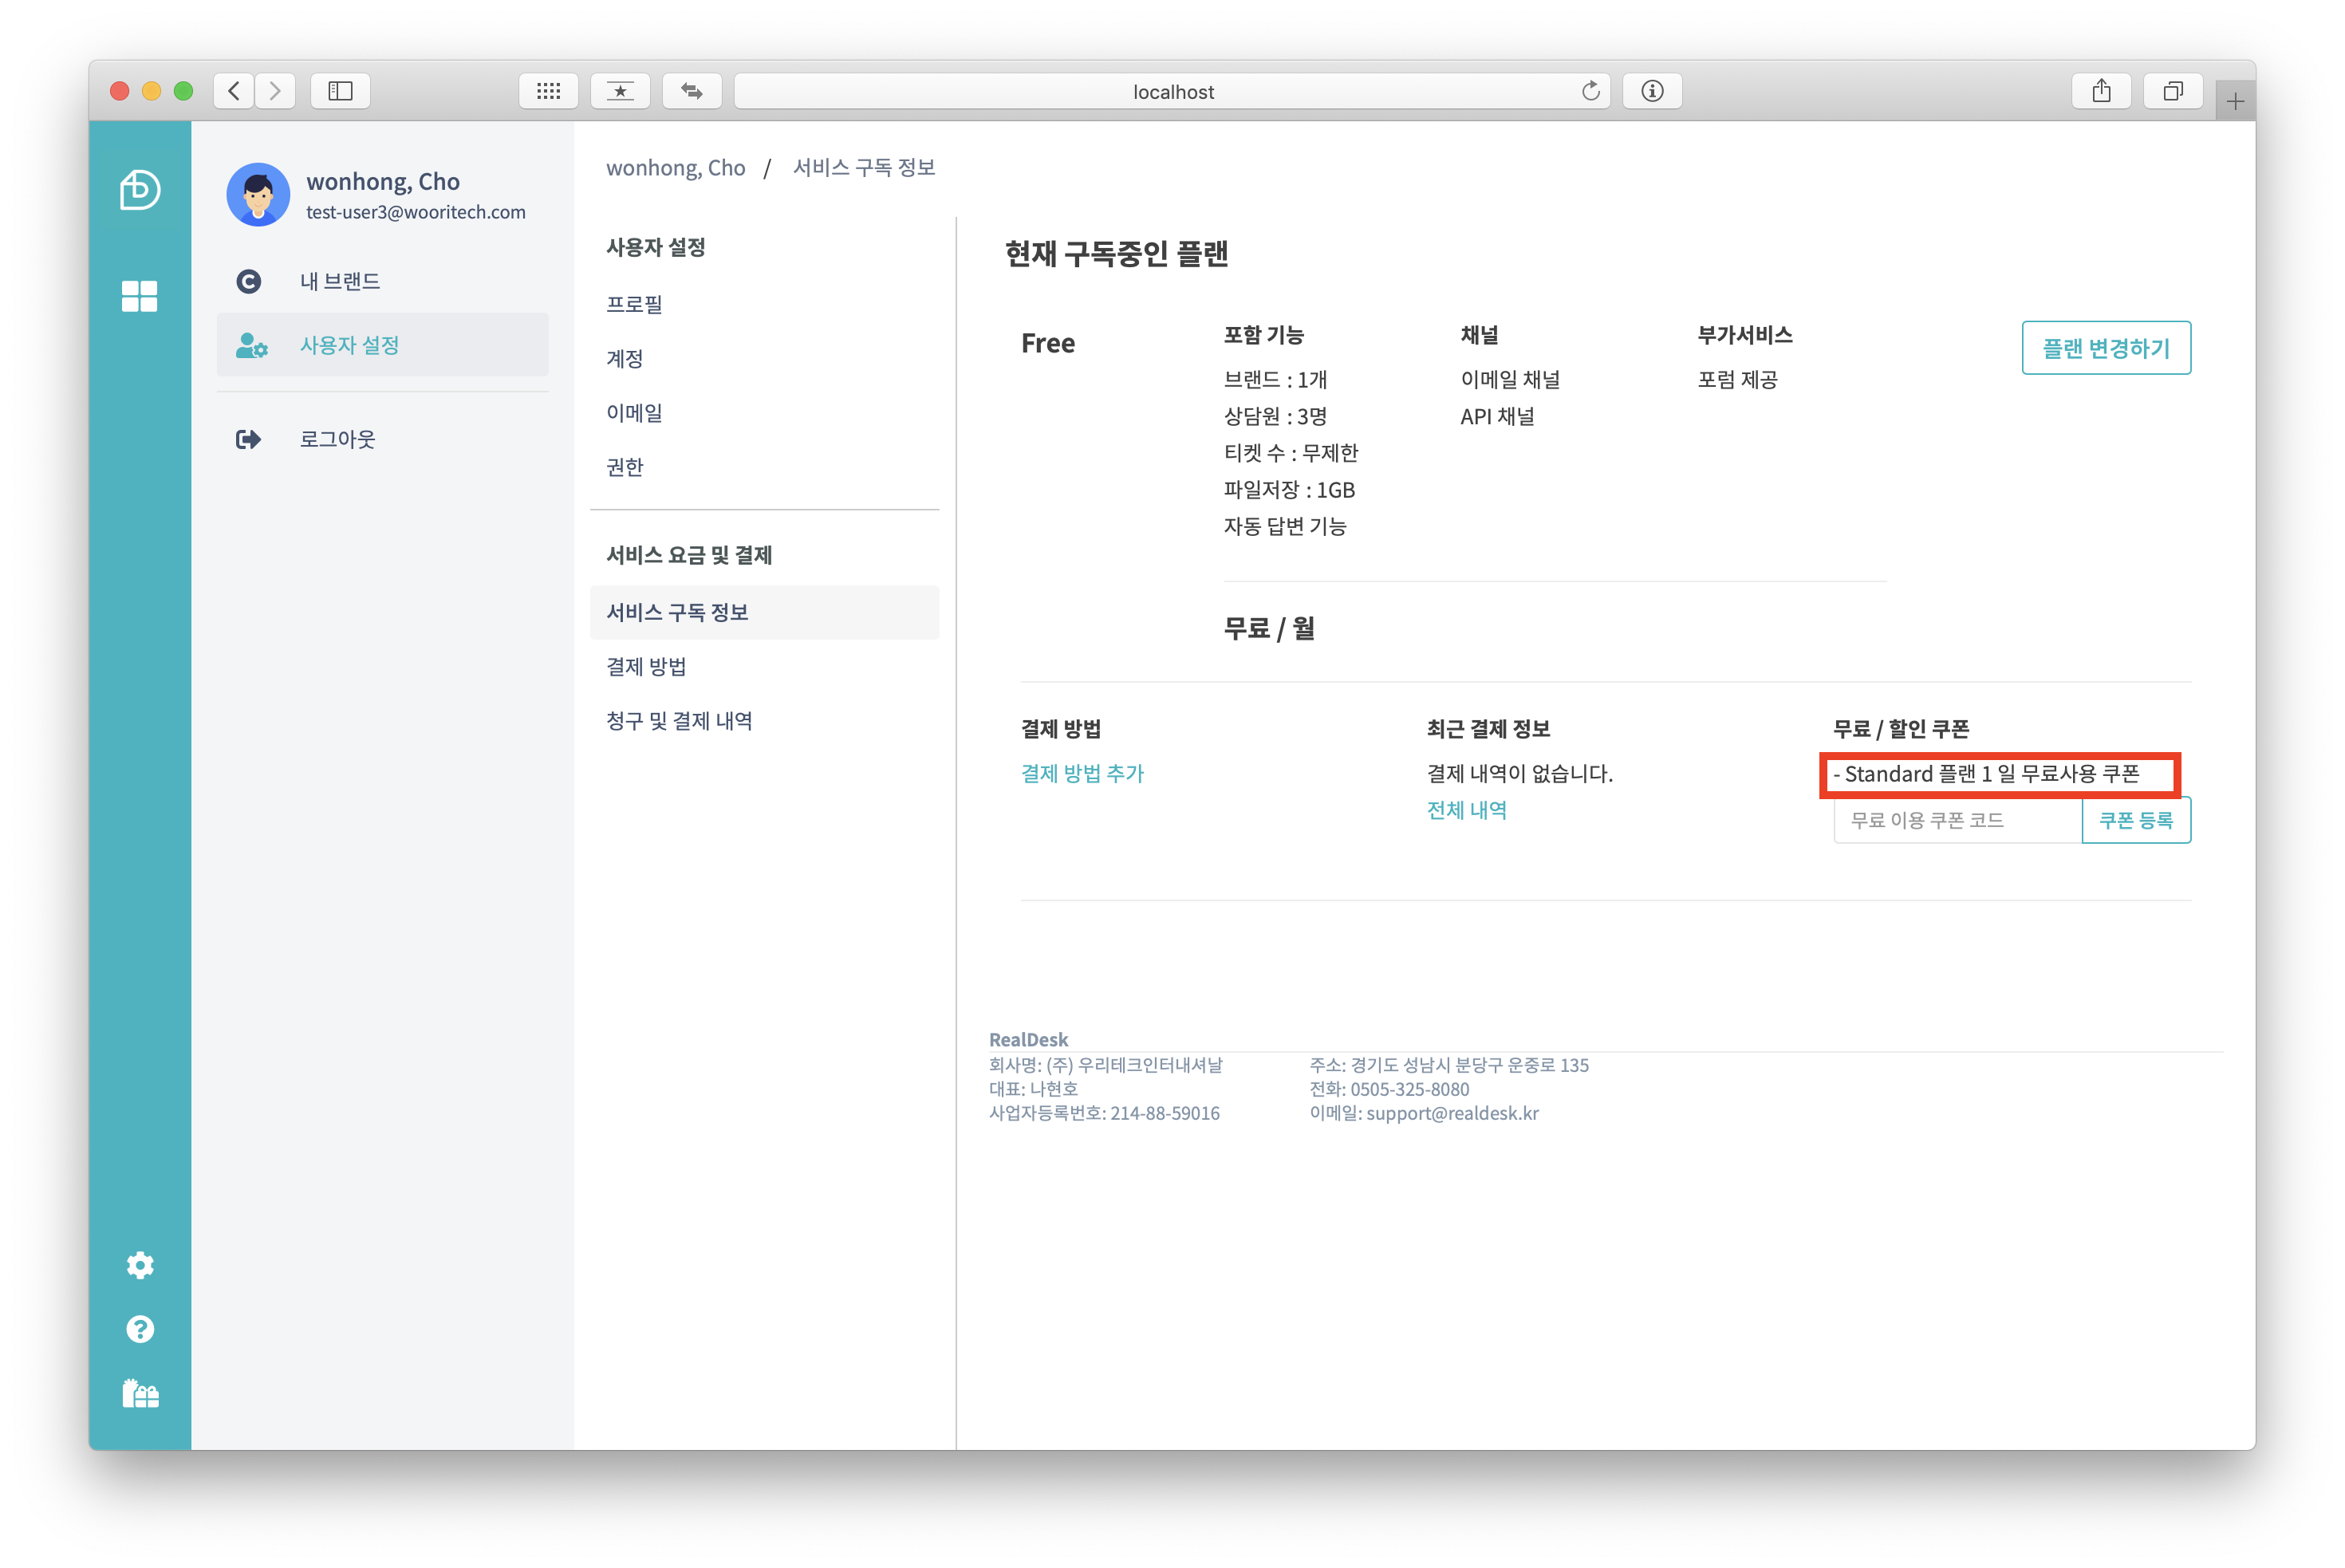 localhost
wonhong, Cho
test-user3@wooritech.com
내 브랜드
사용자 설정
로그아웃
wonhong, Cho / 서비스 구독 정보
사용자 설정
프로필
계정
이메일
권한
서비스 요금 및 결제
서비스 구독 정보
결제 방법
청구 및 결제 내역
현재 구독중인 플랜
Free
포함 기능
브랜드 : 1개
상담원 : 3명
티켓 수 : 무제한
파일저장 : 1GB
자동 답변 기능
채널
이메일 채널
API 채널
부가서비스
포럼 제공
플랜 변경하기
무료 / 월
결제 방법
결제 방법 추가
최근 결제 정보
결제 내역이 없습니다.
전체 내역
무료 / 할인 쿠폰
- Standard 플랜 1 일 무료사용 쿠폰
무료 이용 쿠폰 코드
쿠폰 등록
RealDesk
회사명: (주) 우리테크인터내셔날
대표: 나현호
사업자등록번호: 214-88-59016
주소: 경기도 성남시 분당구 운중로 135
전화: 0505-325-8080
이메일: support@realdesk.kr